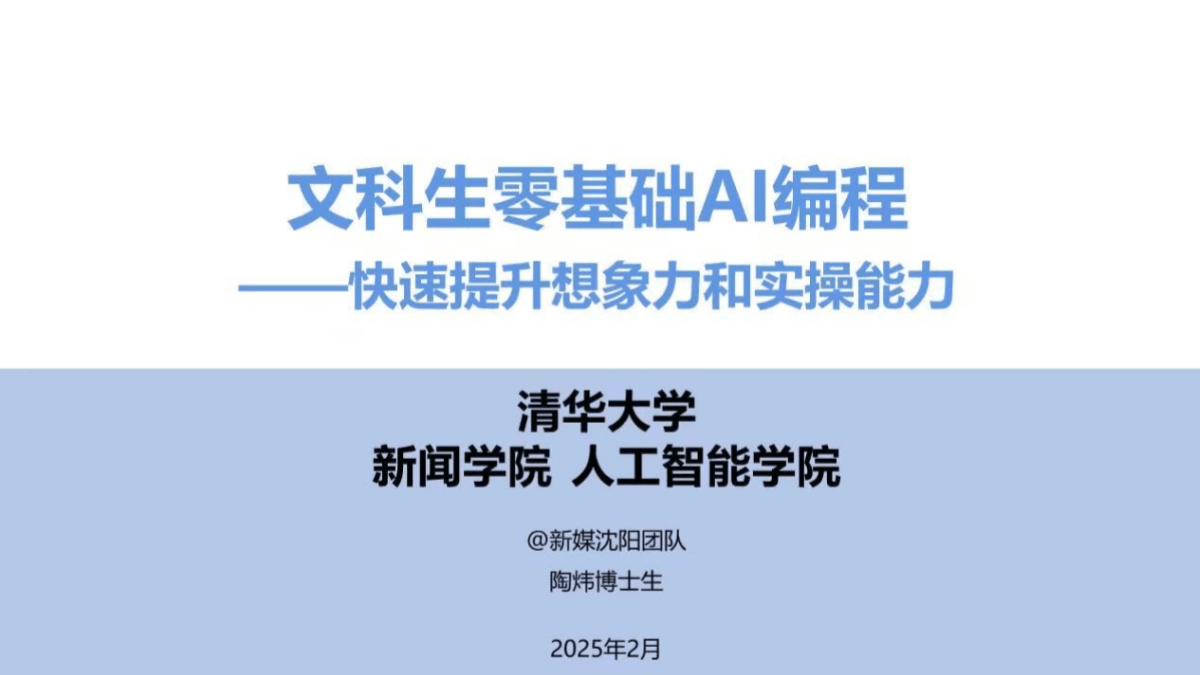 文科生零基础AI编程
——快速提升想象力和实操能力
清华大学
新闻学院 人工智能学院
@新媒沈阳团队
陶炜博士生
2025年2月